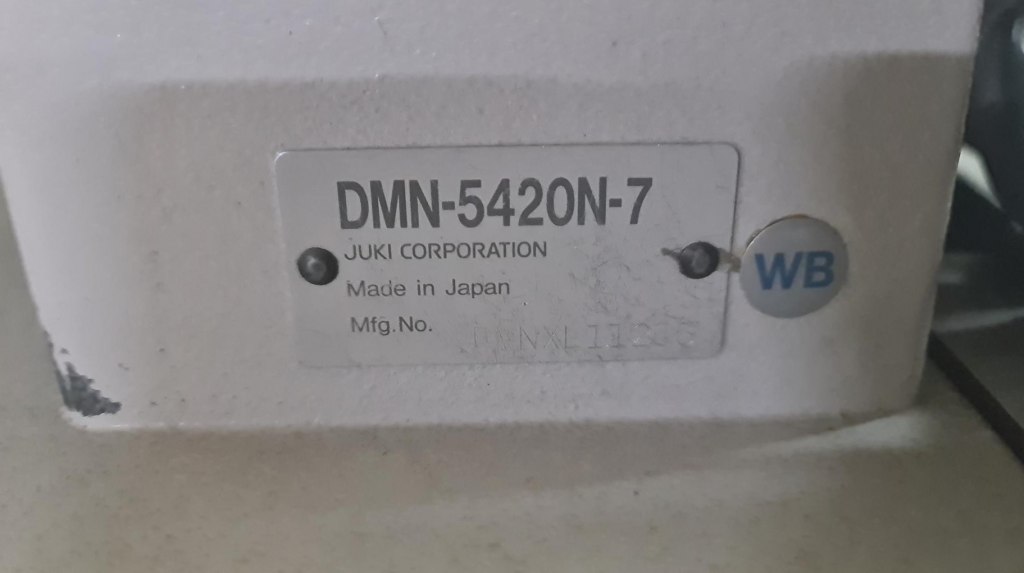 DMN-5420N-7
JUKI CORPORATION
Made in Japan
Mfg.No.
WB